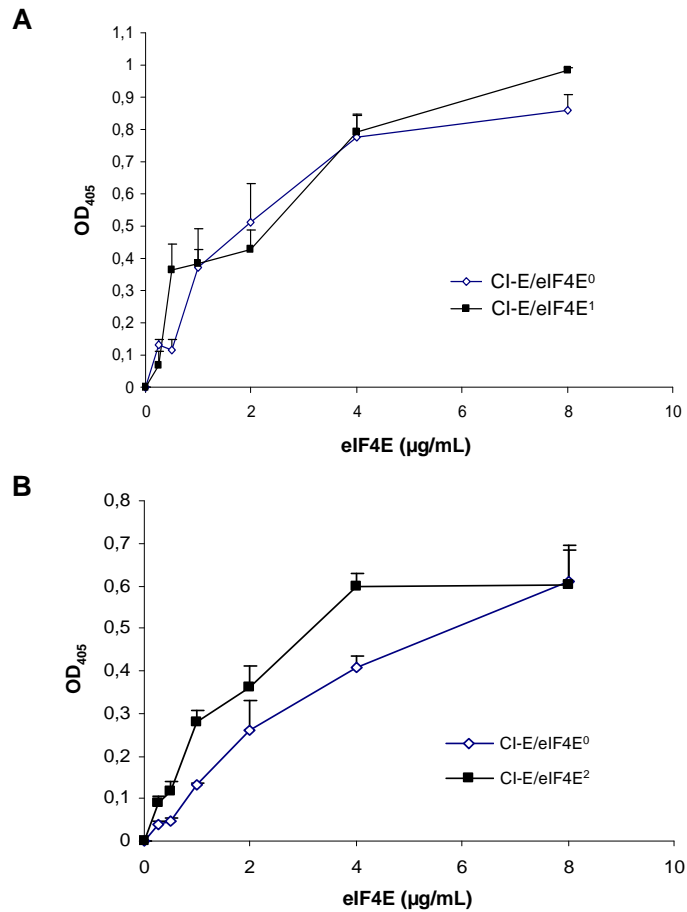 A
1,1
1
0,9
0,8
0,7
0,6
0,5
0,4
0,3
0,2
0,1
0
OD₄₀₅
CI-E/eIF4E⁰
CI-E/eIF4E¹
0 2 4 6 8 10
eIF4E (µg/mL)
B
0,8
0,7
0,6
0,5
0,4
0,3
0,2
0,1
0
OD₄₀₅
CI-E/eIF4E⁰
CI-E/eIF4E²
0 2 4 6 8 10
eIF4E (µg/mL)